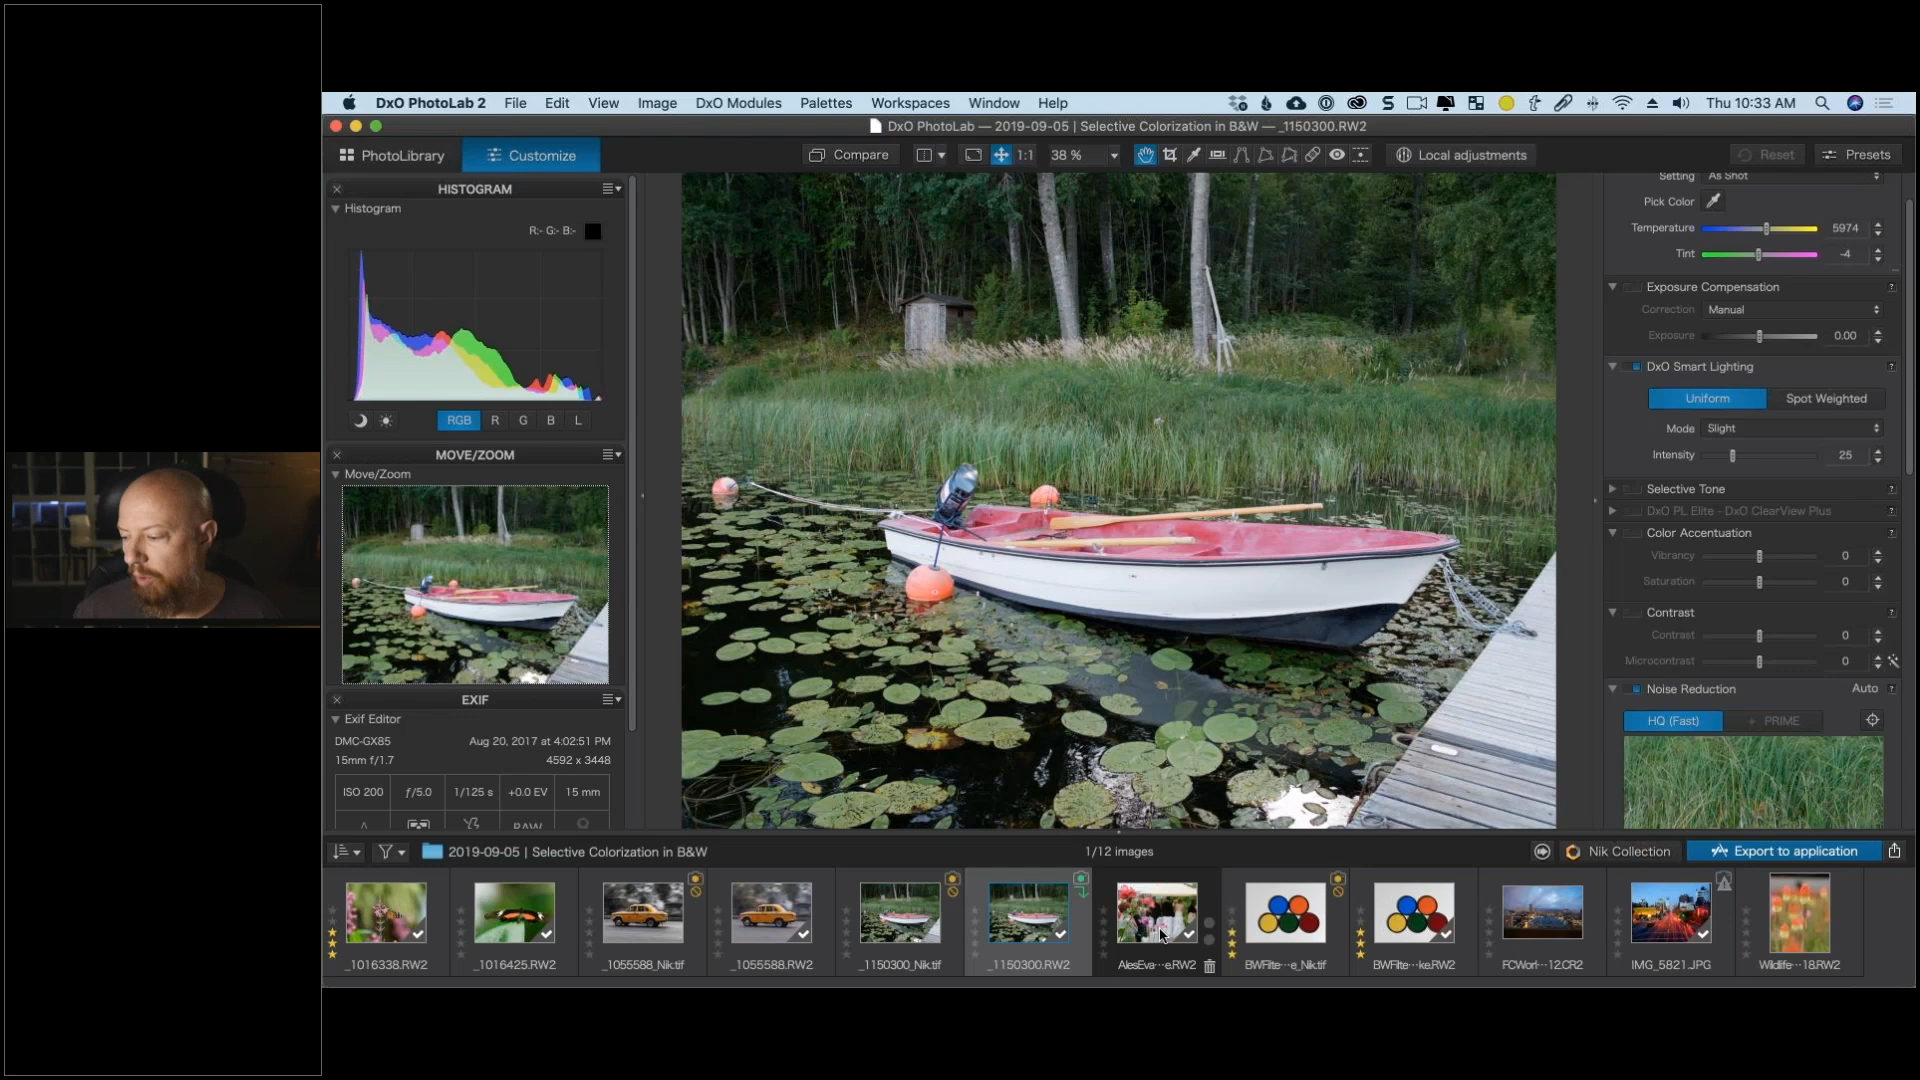 DxO PhotoLab 2 File Edit View Image DxO Modules Palettes Workspaces Window Help Thu 10:33 AM
DxO PhotoLab — 2019-09-05 | Selective Colorization in B&W — _1150300.RW2
PhotoLibrary Customize Compare 1:1 38 % Local adjustments Reset Presets
HISTOGRAM
Histogram
R:- G:- B:-
RGB R G B L
MOVE/ZOOM
Move/Zoom
EXIF
Exif Editor
DMC-GX85 Aug 20, 2017 at 4:02:51 PM
15mm f/1.7 4592 x 3448
ISO 200 ƒ/5.0 1/125 s +0.0 EV 15 mm
RAW
Setting As Shot
Pick Color
Temperature 5974
Tint -4
Exposure Compensation ?
Correction Manual
Exposure 0.00
DxO Smart Lighting ?
Uniform Spot Weighted
Mode Slight
Intensity 25
Selective Tone ?
DxO PL Elite - DxO ClearView Plus ?
Color Accentuation ?
Vibrancy 0
Saturation 0
Contrast ?
Contrast 0
Microcontrast 0
Noise Reduction Auto ?
HQ (Fast) + PRIME
2019-09-05 | Selective Colorization in B&W 1/12 images Nik Collection Export to application
_1016338.RW2 _1016425.RW2 _1055588_Nik.tif _1055588.RW2 _1150300_Nik.tif _1150300.RW2 AlesEva···e.RW2 BWFilte···e_Nik.tif BWFilte···ke.RW2 FCWorl···12.CR2 IMG_5821.JPG Wildlife···18.RW2